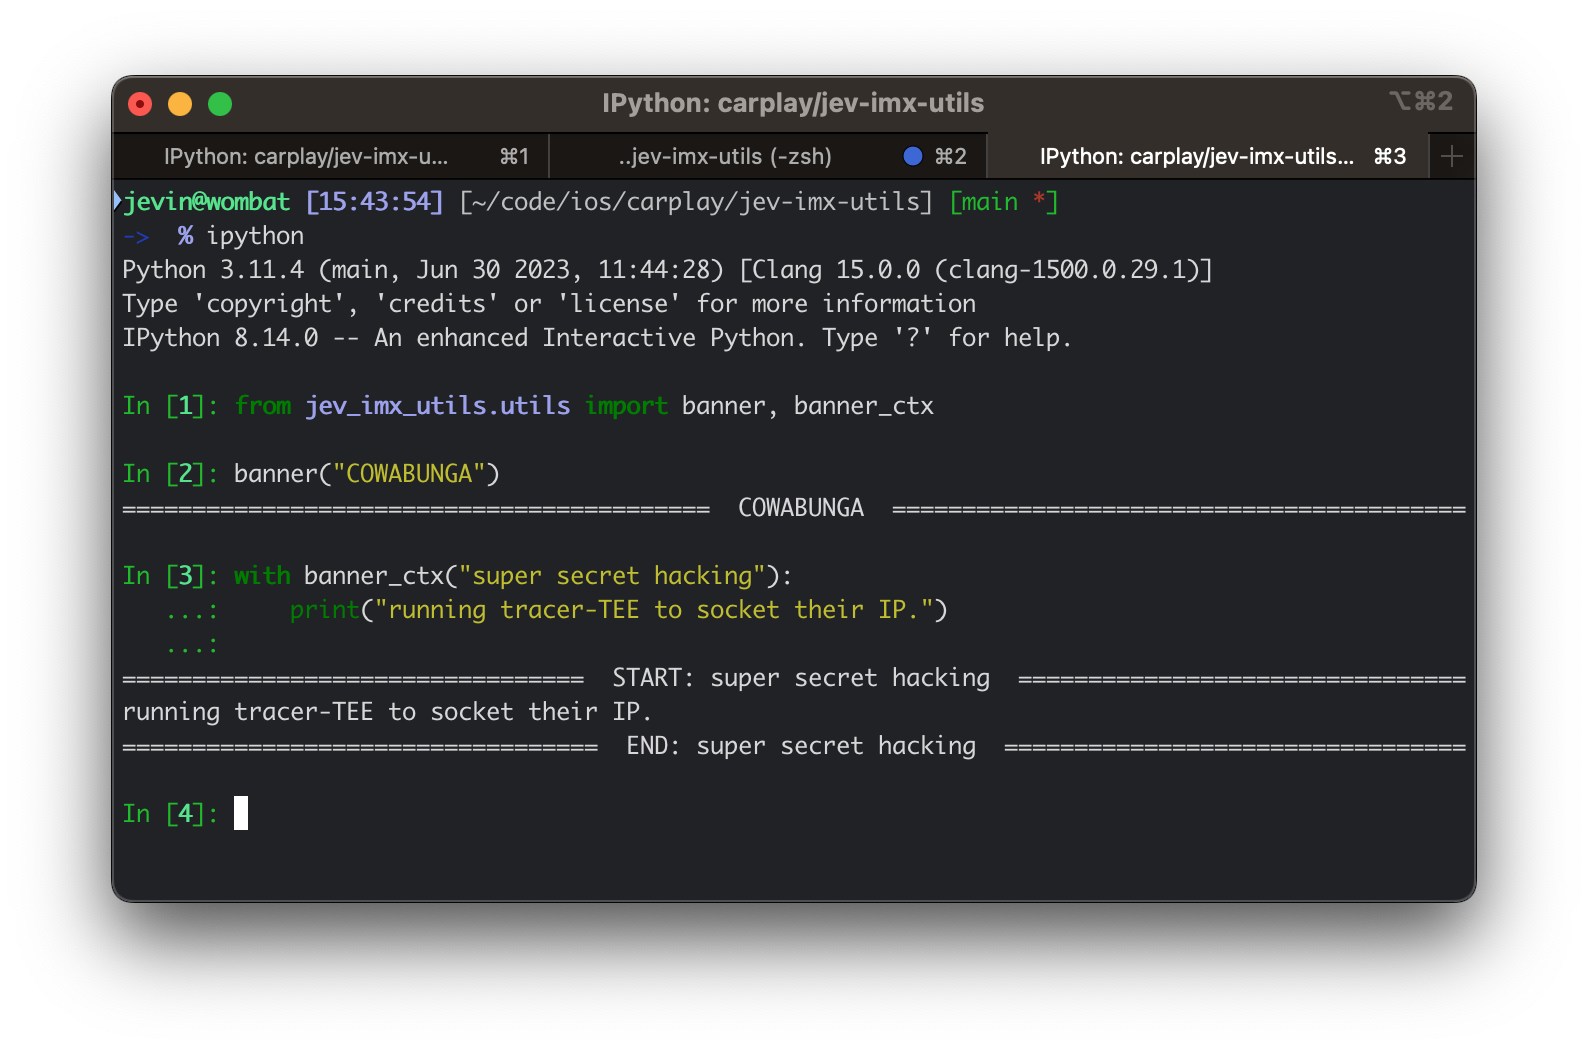 IPython: carplay/jev-imx-utils ⌥⌘2
IPython: carplay/jev-imx-u... ⌘1 ..jev-imx-utils (-zsh) ⌘2 IPython: carplay/jev-imx-utils... ⌘3
jevin@wombat [15:43:54] [~/code/ios/carplay/jev-imx-utils] [main *]
-> % ipython
Python 3.11.4 (main, Jun 30 2023, 11:44:28) [Clang 15.0.0 (clang-1500.0.29.1)]
Type 'copyright', 'credits' or 'license' for more information
IPython 8.14.0 -- An enhanced Interactive Python. Type '?' for help.
In [1]: from jev_imx_utils.utils import banner, banner_ctx
In [2]: banner("COWABUNGA")
==========================================  COWABUNGA  =========================================
In [3]: with banner_ctx("super secret hacking"):
   ...:     print("running tracer-TEE to socket their IP.")
   ...:
=================================  START: super secret hacking  ================================
running tracer-TEE to socket their IP.
==================================  END: super secret hacking  =================================
In [4]: